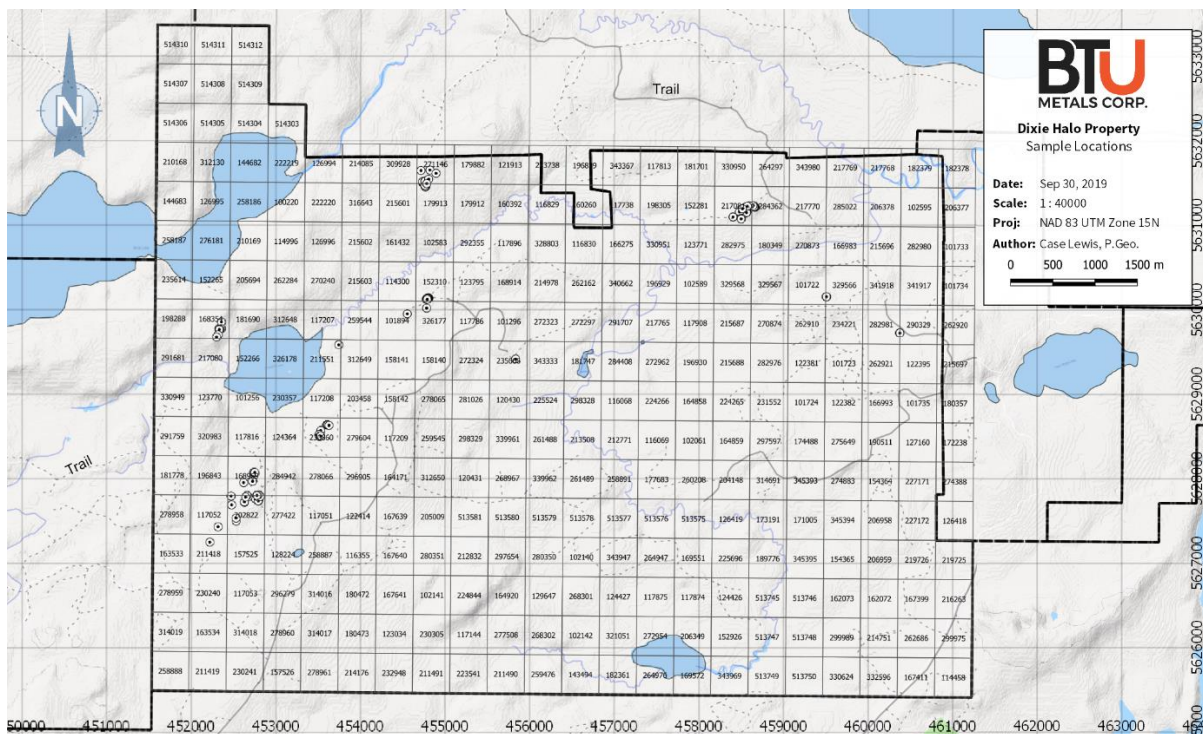 514310 514311 514312
514307 514308 514309
514306 514305 514304 514303
Trail
210168 312130 144682 222219 126994 214085 309928 271146 179882 121913 343367 117813 181701 330950 264297 343980 217769 217768 182379 182378
144683 126995 258186 222220 316643 215601 179913 179912 160392 116829 60260 17738 198305 152281 284362 217770 285022 206378 102595 206377
258187 276181 210169 114996 126996 215602 161432 102583 292355 117896 328803 116830 166275 330951 123771 282975 180349 270873 166983 215696 282980 101733
235614 152265 205694 262284 270240 215603 114300 152310 123795 168914 214978 262162 340662 196929 102589 329568 329567 101722 329566 341918 341917 101734
198288 168354 181690 312648 117207 259544 101894 326177 117786 101296 272323 272297 291707 217765 117908 215687 270874 262910 234221 282981 290329 262920
291681 217080 152266 326178 211551 312649 158141 158140 272324 343333 181747 284408 272962 196930 215688 282976 122381 101723 262921 122395 215697
330949 123770 101256 230357 117208 203458 158142 278065 281026 120430 225524 298328 116068 224266 164858 224265 231552 101724 122382 166993 101735 180357
291759 320983 117816 124364 279604 117209 259545 298329 339961 261488 213508 212771 116069 102061 164859 297597 174488 275649 190511 127160 172238
Trail
181778 196843 284942 278066 296905 164171 312650 120431 268967 339962 261489 258891 177683 260208 204148 314691 345393 274883 154364 227171 274388
278958 117052 202822 277422 117051 122414 167639 205009 513581 513580 513579 513578 513577 513576 513575 126419 173191 171005 345394 206958 227172 126418
163533 211418 157525 128224 258887 116355 167640 280351 212832 297654 280350 102140 343947 264947 169551 225696 189776 345395 154365 206959 219726 219725
278959 230240 117053 296279 314016 180472 167641 102141 224844 164920 129647 268301 124427 117875 117874 124426 513745 513746 162073 162072 167399 216263
314019 163534 314018 278960 314017 180473 123034 230305 117144 277508 268302 102142 321051 272954 206349 152926 513747 513748 299989 214751 262686 299975
258888 211419 230241 157526 278961 214176 232948 211491 223541 211490 259476 143494 182361 264970 169572 343969 513749 513750 330624 332596 167411 114458
450000 451000 452000 453000 454000 455000 456000 457000 458000 459000 460000 461000 462000 463000
N
BTU
METALS CORP.
Dixie Halo Property
Sample Locations
Date: Sep 30, 2019
Scale: 1 : 40000
Proj: NAD 83 UTM Zone 15N
Author: Case Lewis, P.Geo.
0 500 1000 1500 m
5633000
5632000
5631000
5630000
5629000
5628000
5627000
5626000